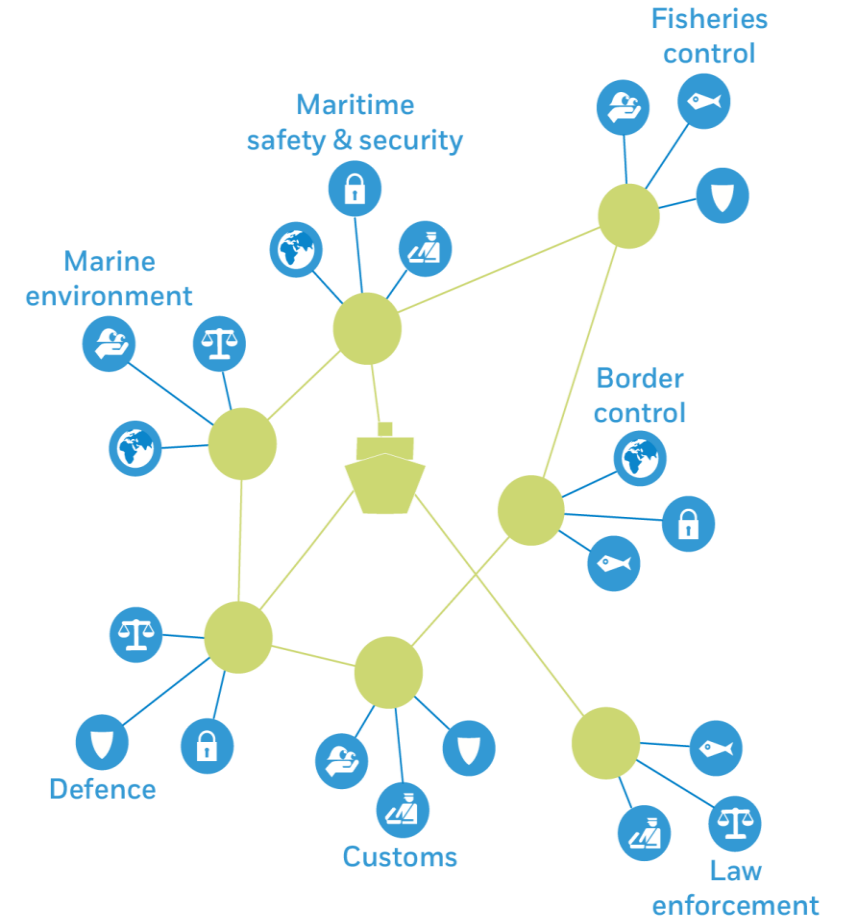 Fisheries
control
Maritime
safety & security
Marine
environment
Border
control
Defence
Customs
Law
enforcement